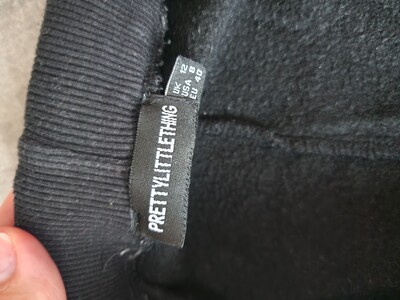 UK 12
USA 8
EU 40
PRETTYLITTLETHING